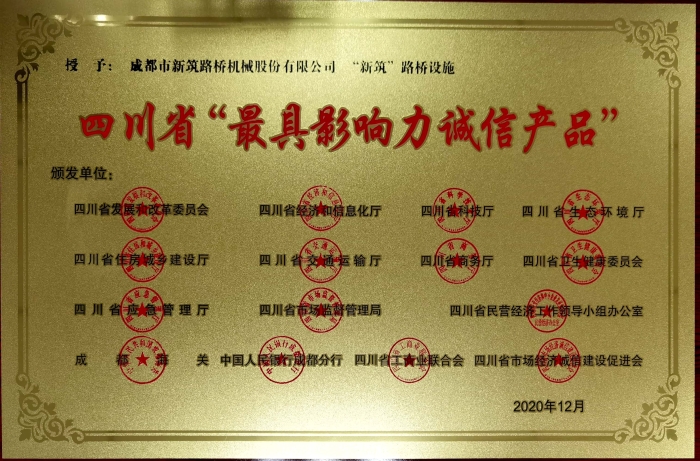 授 予： 成都市新筑路桥机械股份有限公司 “新筑”路桥设施
四川省“最具影响力诚信产品”
颁发单位：
四川省发展和改革委员会 四川省经济和信息化厅 四川省科技厅 四川省生态环境厅
四川省住房城乡建设厅 四川省交通运输厅 四川省商务厅 四川省卫生健康委员会
四川省应急管理厅 四川省市场监督管理局 四川省民营经济工作领导小组办公室
成都海关 中国人民银行成都分行 四川省工商业联合会 四川省市场经济诚信建设促进会
2020年12月